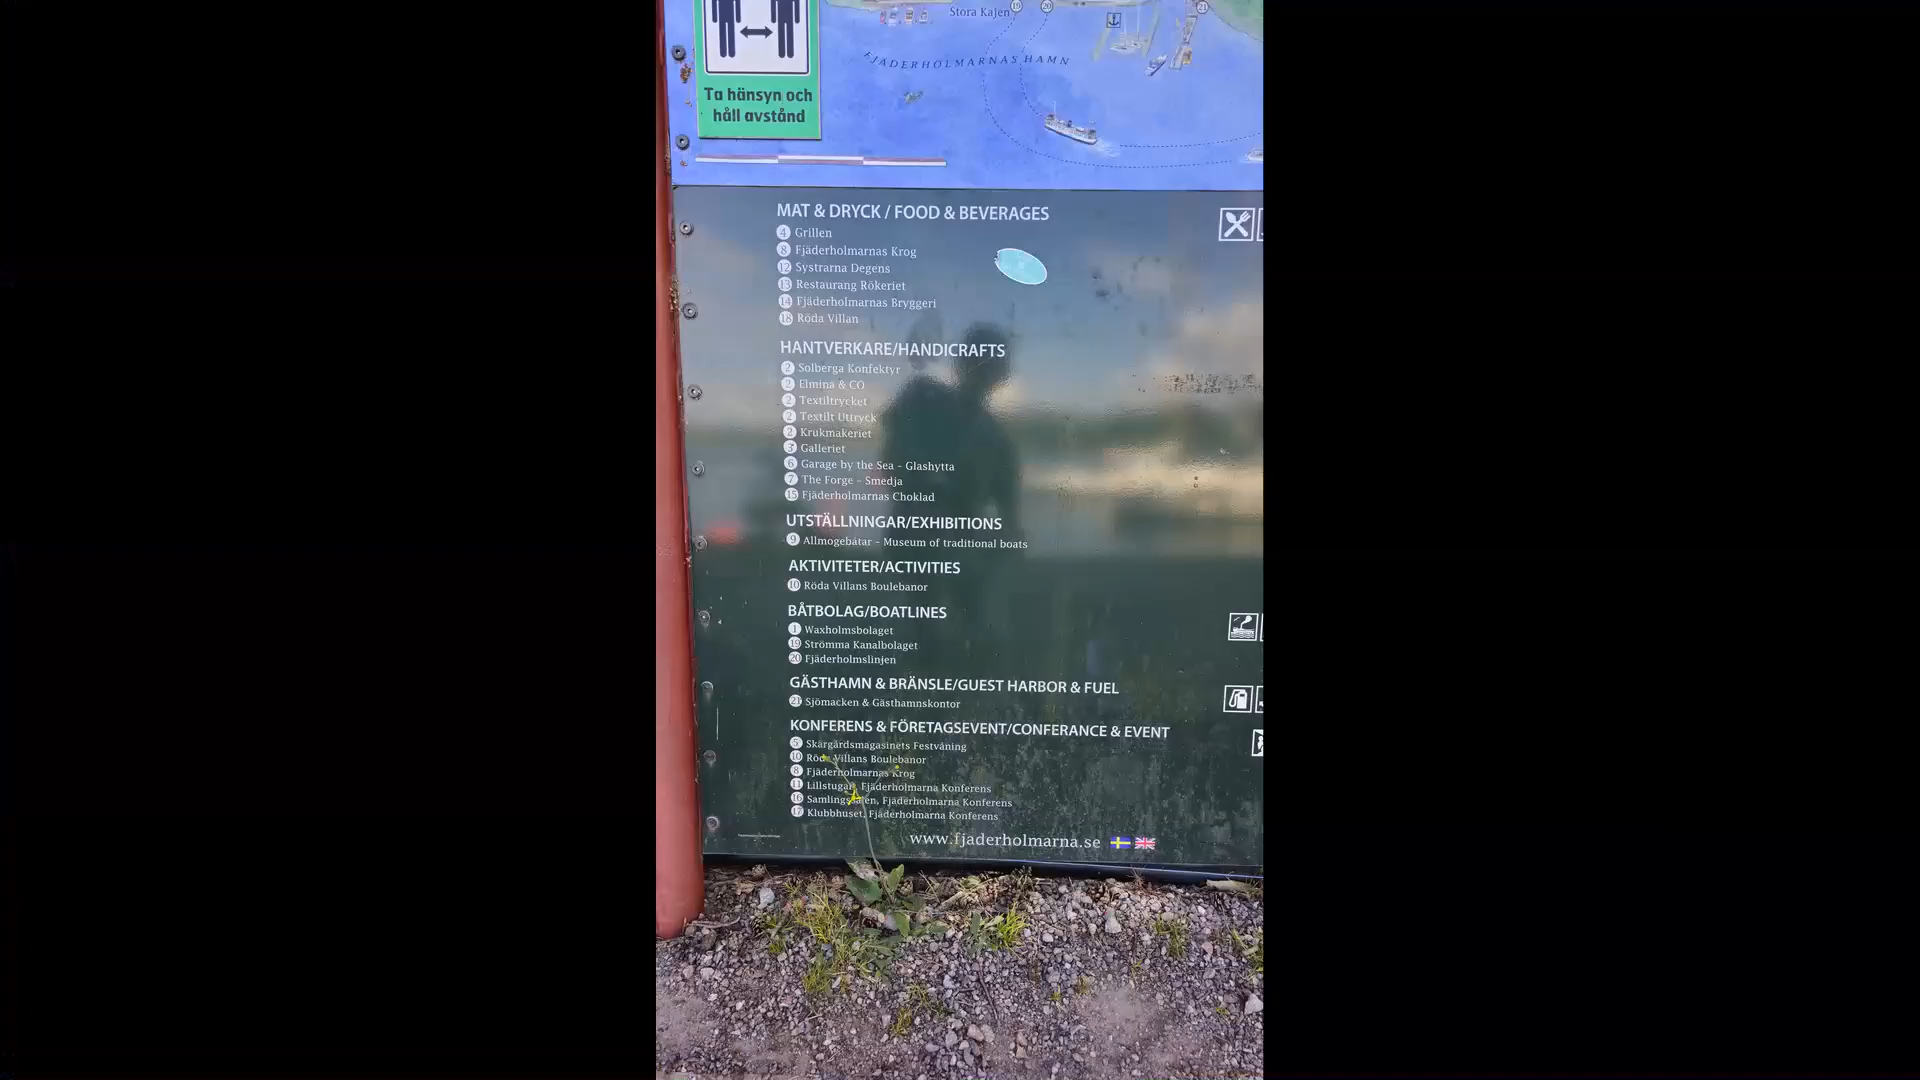 Stora Kajen 19 20 21
FJÄDERHOLMARNAS HAMN
Ta hänsyn och
håll avstånd
MAT & DRYCK / FOOD & BEVERAGES
4 Grillen
8 Fjäderholmarnas Krog
12 Systrarna Degens
13 Restaurang Rökeriet
14 Fjäderholmarnas Bryggeri
18 Röda Villan
HANTVERKARE/HANDICRAFTS
2 Solberga Konfektyr
2 Elmina & CO
2 Textiltrycket
2 Textilt Uttryck
2 Krukmakeriet
3 Galleriet
6 Garage by the Sea - Glashytta
7 The Forge - Smedja
15 Fjäderholmarnas Choklad
UTSTÄLLNINGAR/EXHIBITIONS
9 Allmogebåtar - Museum of traditional boats
AKTIVITETER/ACTIVITIES
10 Röda Villans Boulebanor
BÅTBOLAG/BOATLINES
1 Waxholmsbolaget
19 Strömma Kanalbolaget
20 Fjäderholmslinjen
GÄSTHAMN & BRÄNSLE/GUEST HARBOR & FUEL
21 Sjömacken & Gästhamnskontor
KONFERENS & FÖRETAGSEVENT/CONFERANCE & EVENT
5 Skärgårdsmagasinets Festvåning
10 Röda Villans Boulebanor
8 Fjäderholmarnas Krog
11 Lillstugan, Fjäderholmarna Konferens
16 Samlingssalen, Fjäderholmarna Konferens
17 Klubbhuset, Fjäderholmarna Konferens
www.fjaderholmarna.se